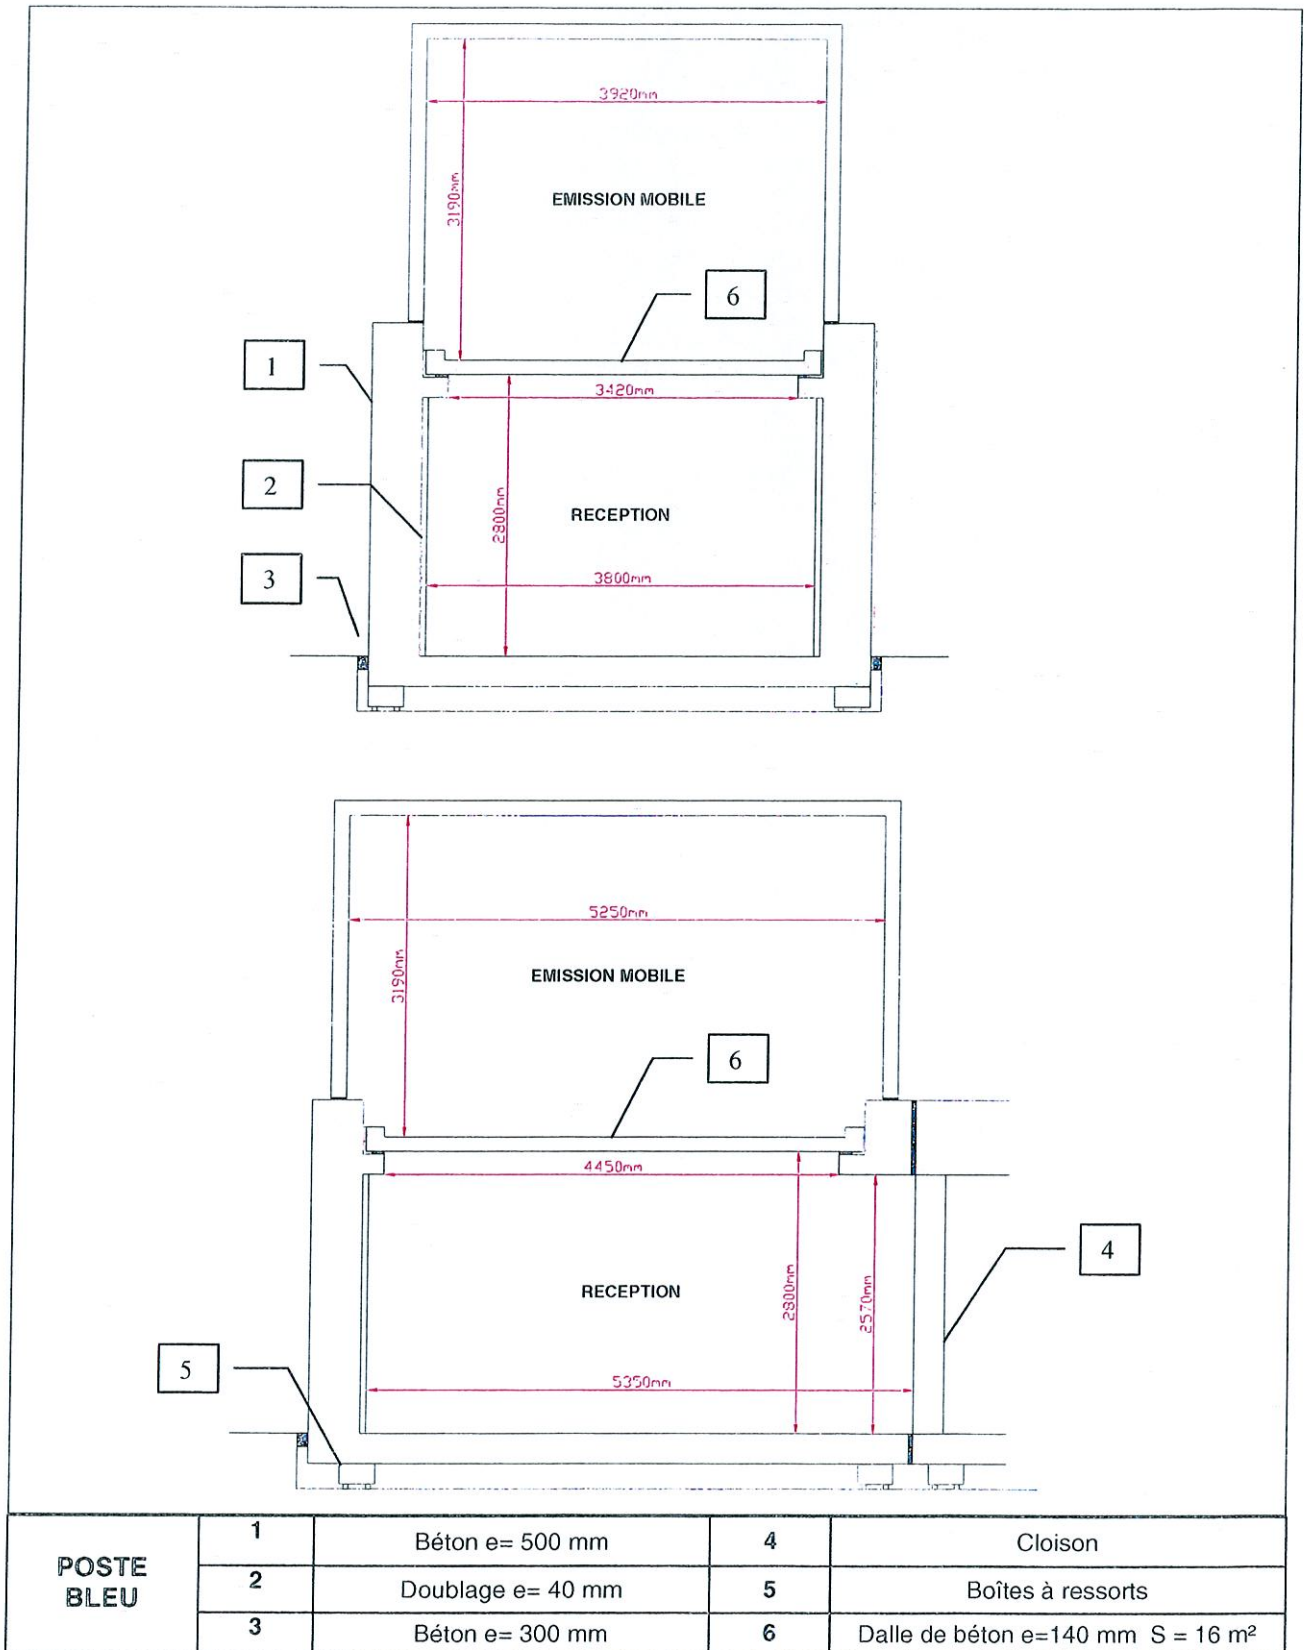 3920mm
3190mm
EMISSION MOBILE
6
1
3420mm
2
2800mm
RECEPTION
3
3800mm
5250mm
3190mm
EMISSION MOBILE
6
4450mm
4
2800mm
2570mm
RECEPTION
5
5350mm
POSTE
BLEU
1 Béton e= 500 mm 4 Cloison
2 Doublage e= 40 mm 5 Boîtes à ressorts
3 Béton e= 300 mm 6 Dalle de béton e=140 mm S = 16 m²